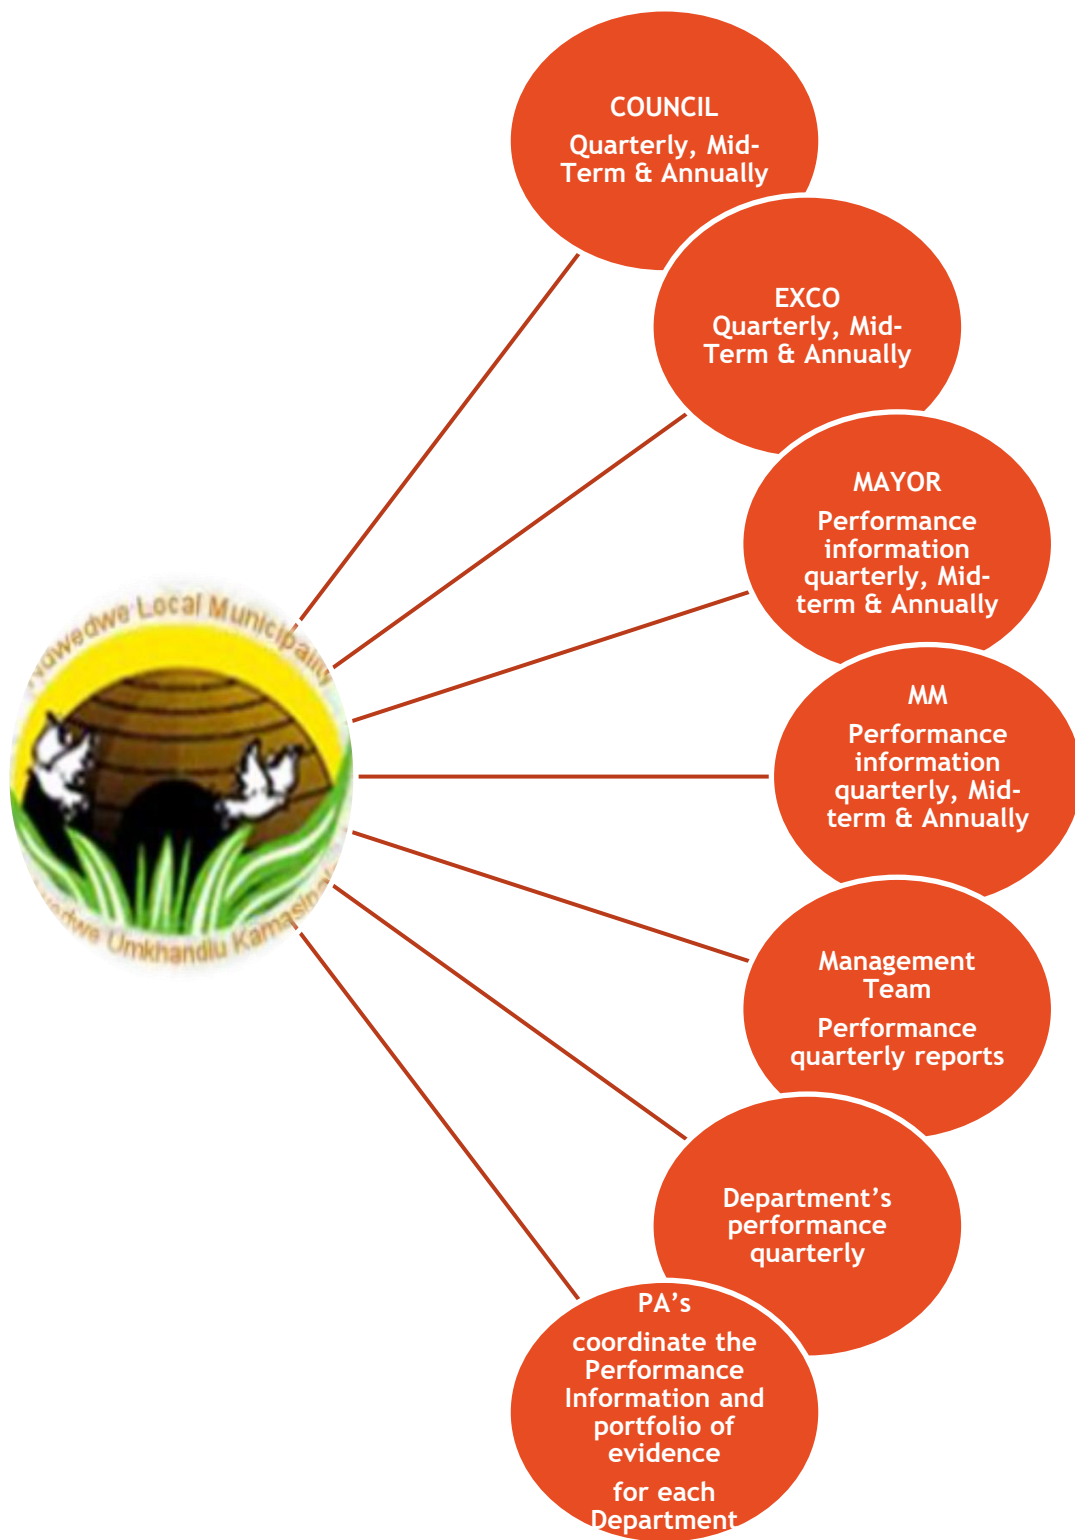 COUNCIL
Quarterly, Mid-
Term & Annually
EXCO
Quarterly, Mid-
Term & Annually
MAYOR
Performance
information
quarterly, Mid-
term & Annually
MM
Performance
information
quarterly, Mid-
term & Annually
Local Municipality
Umkhandlu
Management
Team
Performance
quarterly reports
Department’s
performance
quarterly
PA’s
coordinate the
Performance
Information and
portfolio of
evidence
for each
Department